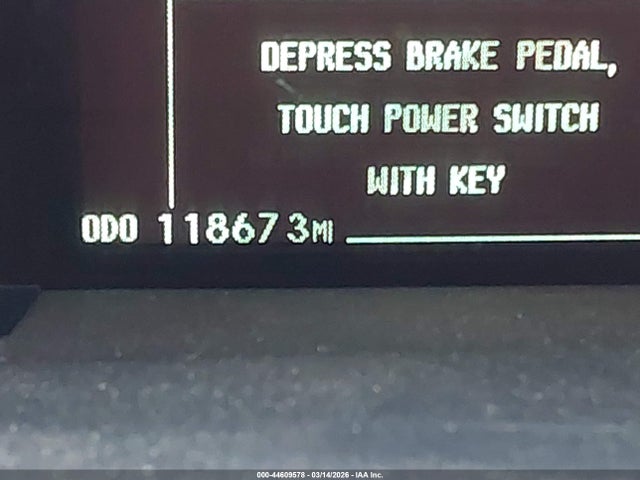 DEPRESS BRAKE PEDAL,
TOUCH POWER SWITCH
WITH KEY
ODO 118673MI
000-44609578 - 03/14/2026 - IAA Inc.